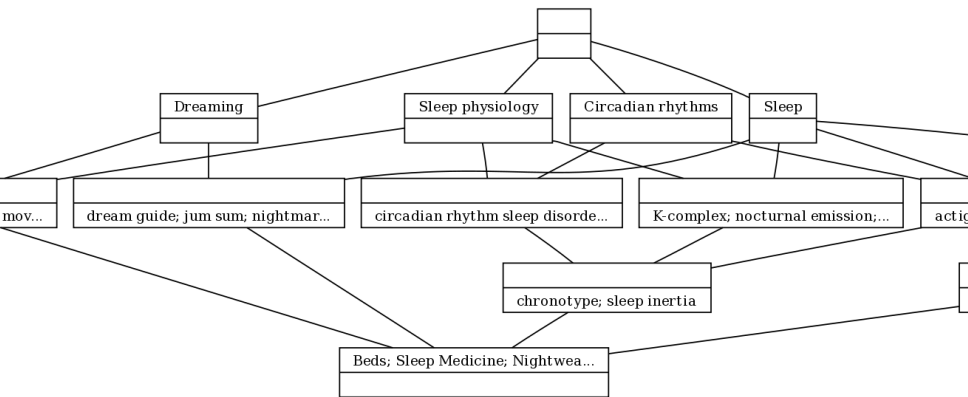 Dreaming
Sleep physiology
Circadian rhythms
Sleep
mov...
dream guide; jum sum; nightmar...
circadian rhythm sleep disorde...
K-complex; nocturnal emission;...
actig
chronotype; sleep inertia
Beds; Sleep Medicine; Nightwea...